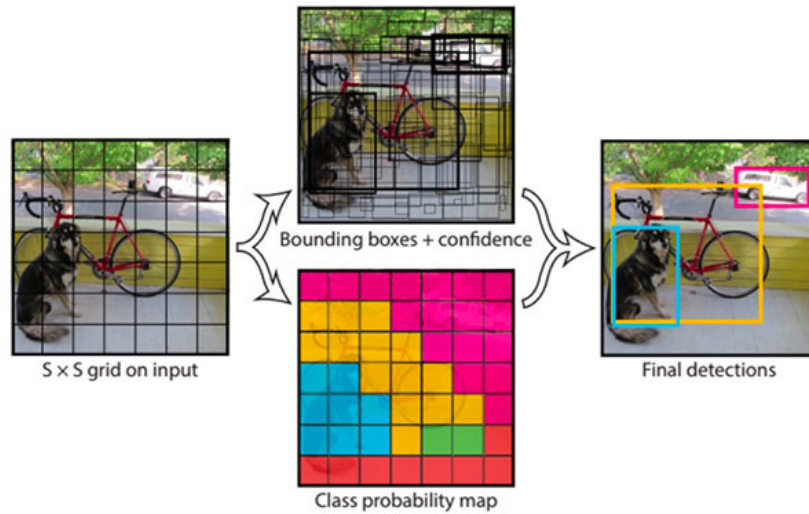 Bounding boxes + confidence
S × S grid on input
Final detections
Class probability map